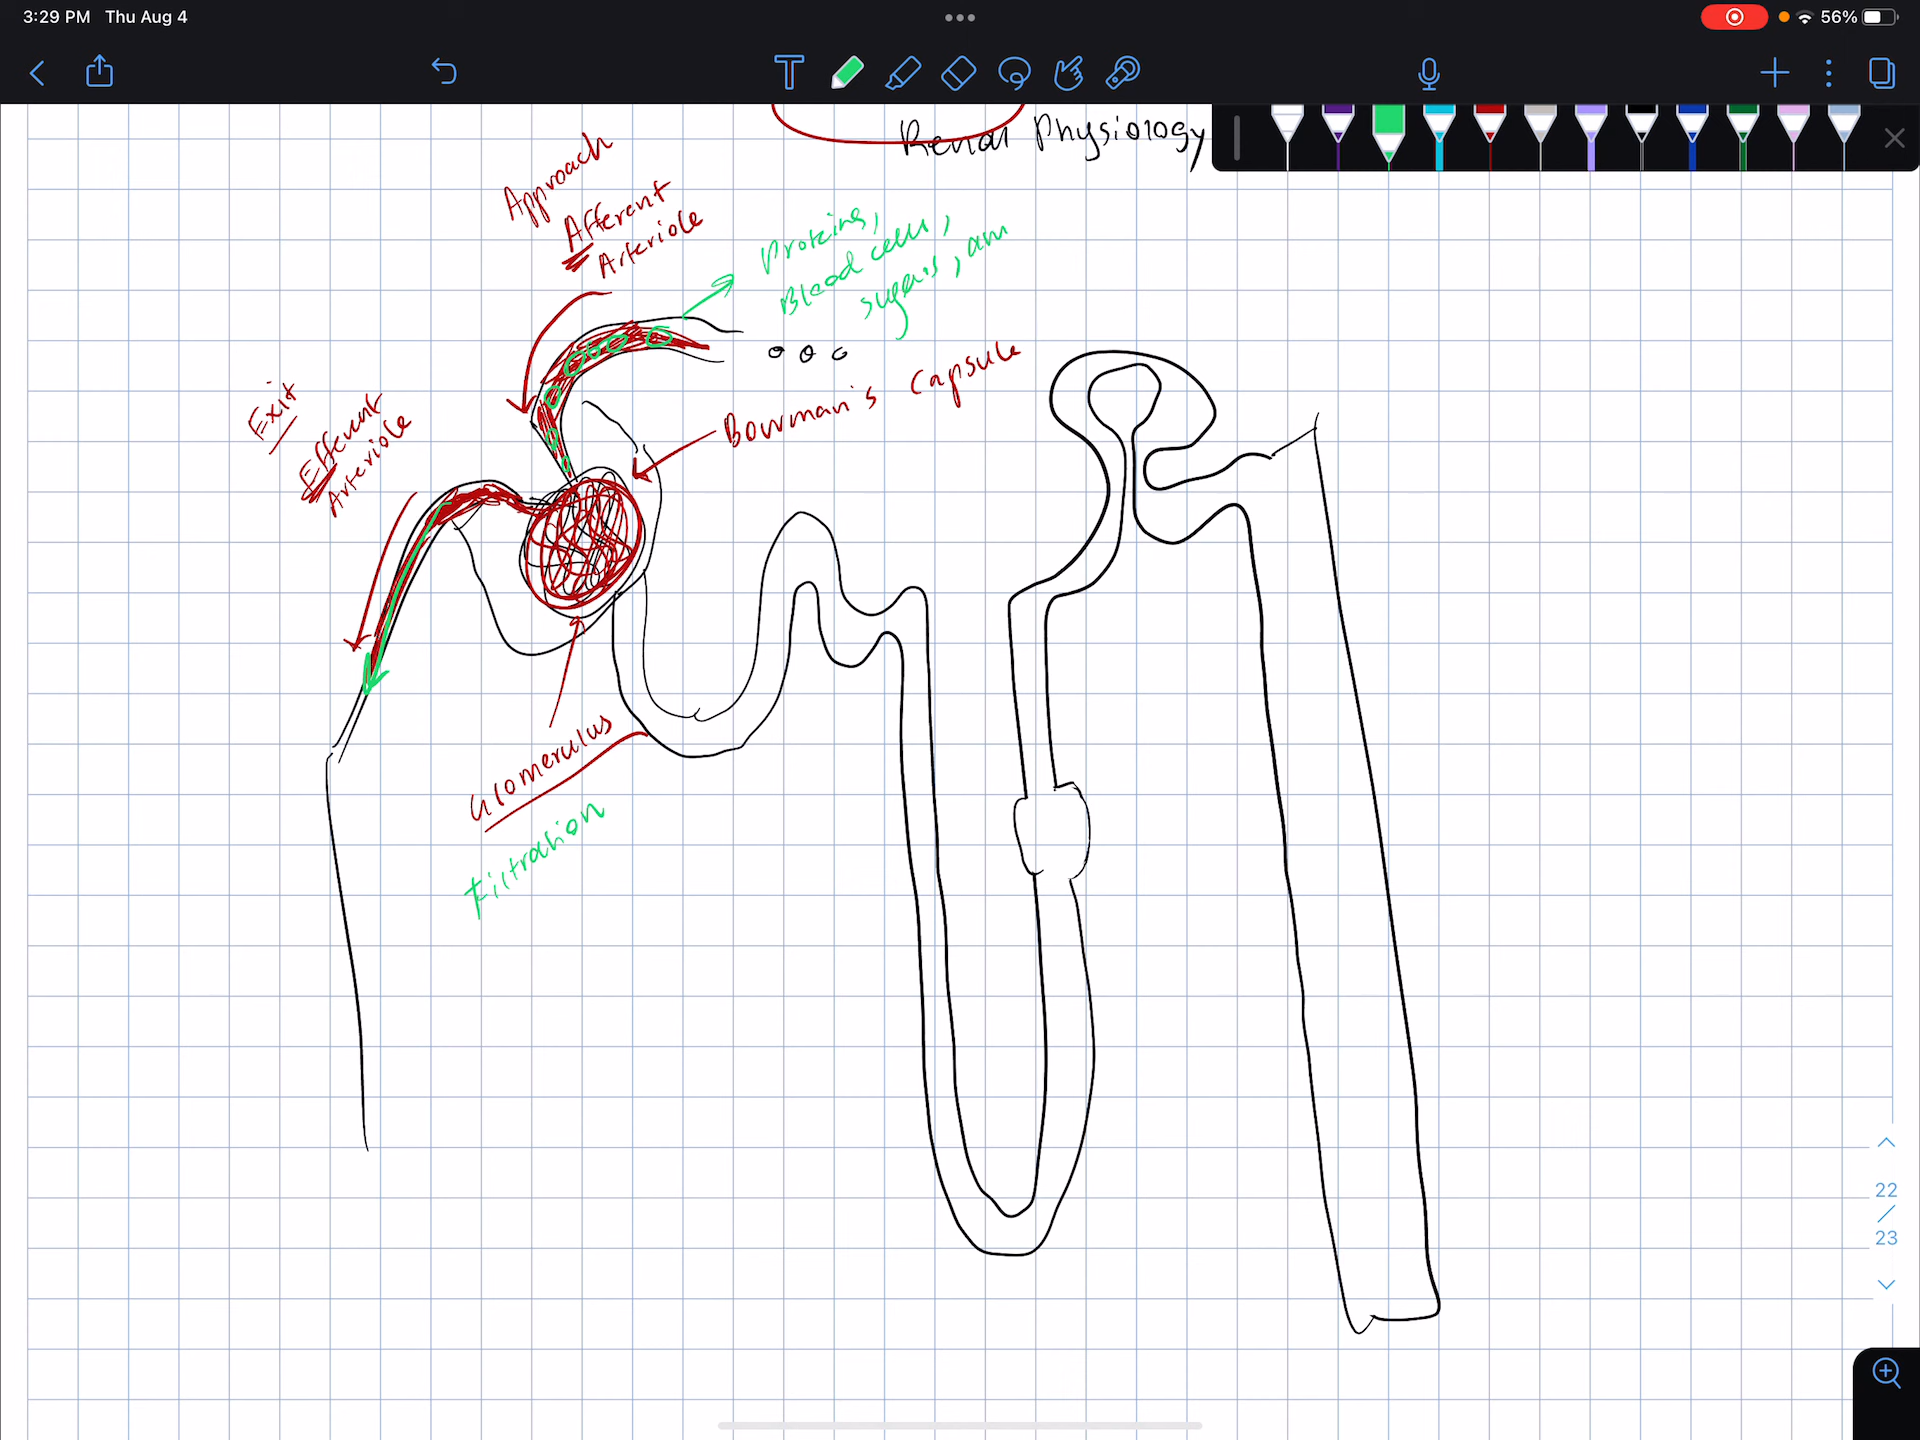 3:29 PM Thu Aug 4
56%
Renal Physiology
Approach
Afferent
Arteriole
Proteins,
Blood cells,
sugars, am
Bowman's Capsule
Exit
Efferent
Arteriole
Glomerulus
Filtration
22
23